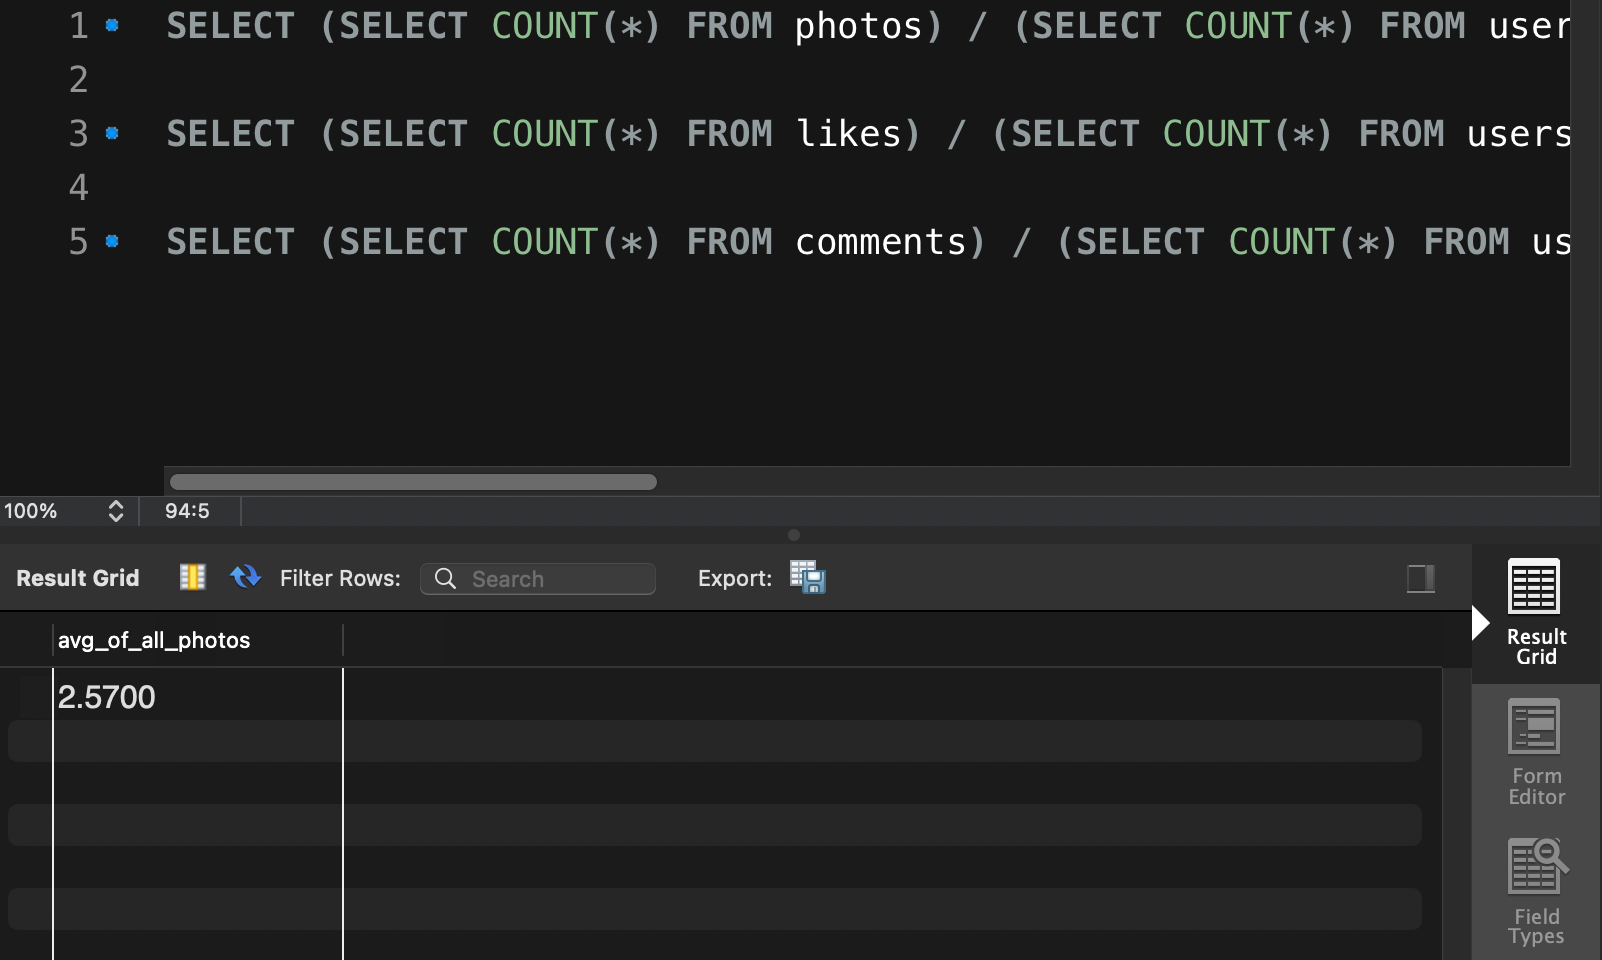 1 SELECT (SELECT COUNT(*) FROM photos) / (SELECT COUNT(*) FROM user
2
3 SELECT (SELECT COUNT(*) FROM likes) / (SELECT COUNT(*) FROM users
4
5 SELECT (SELECT COUNT(*) FROM comments) / (SELECT COUNT(*) FROM us
100% 94:5
Result Grid Filter Rows: Search Export:
avg_of_all_photos
2.5700
Result
Grid
Form
Editor
Field
Types